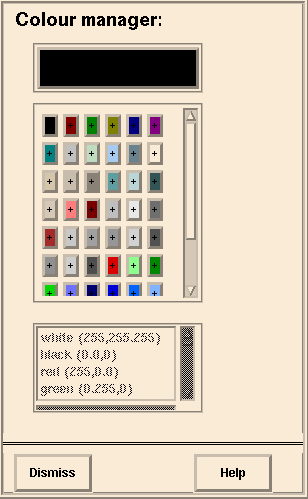 Colour manager:
white (255,255,255)
black (0,0,0)
red (255,0,0)
green (0,255,0)
Dismiss
Help